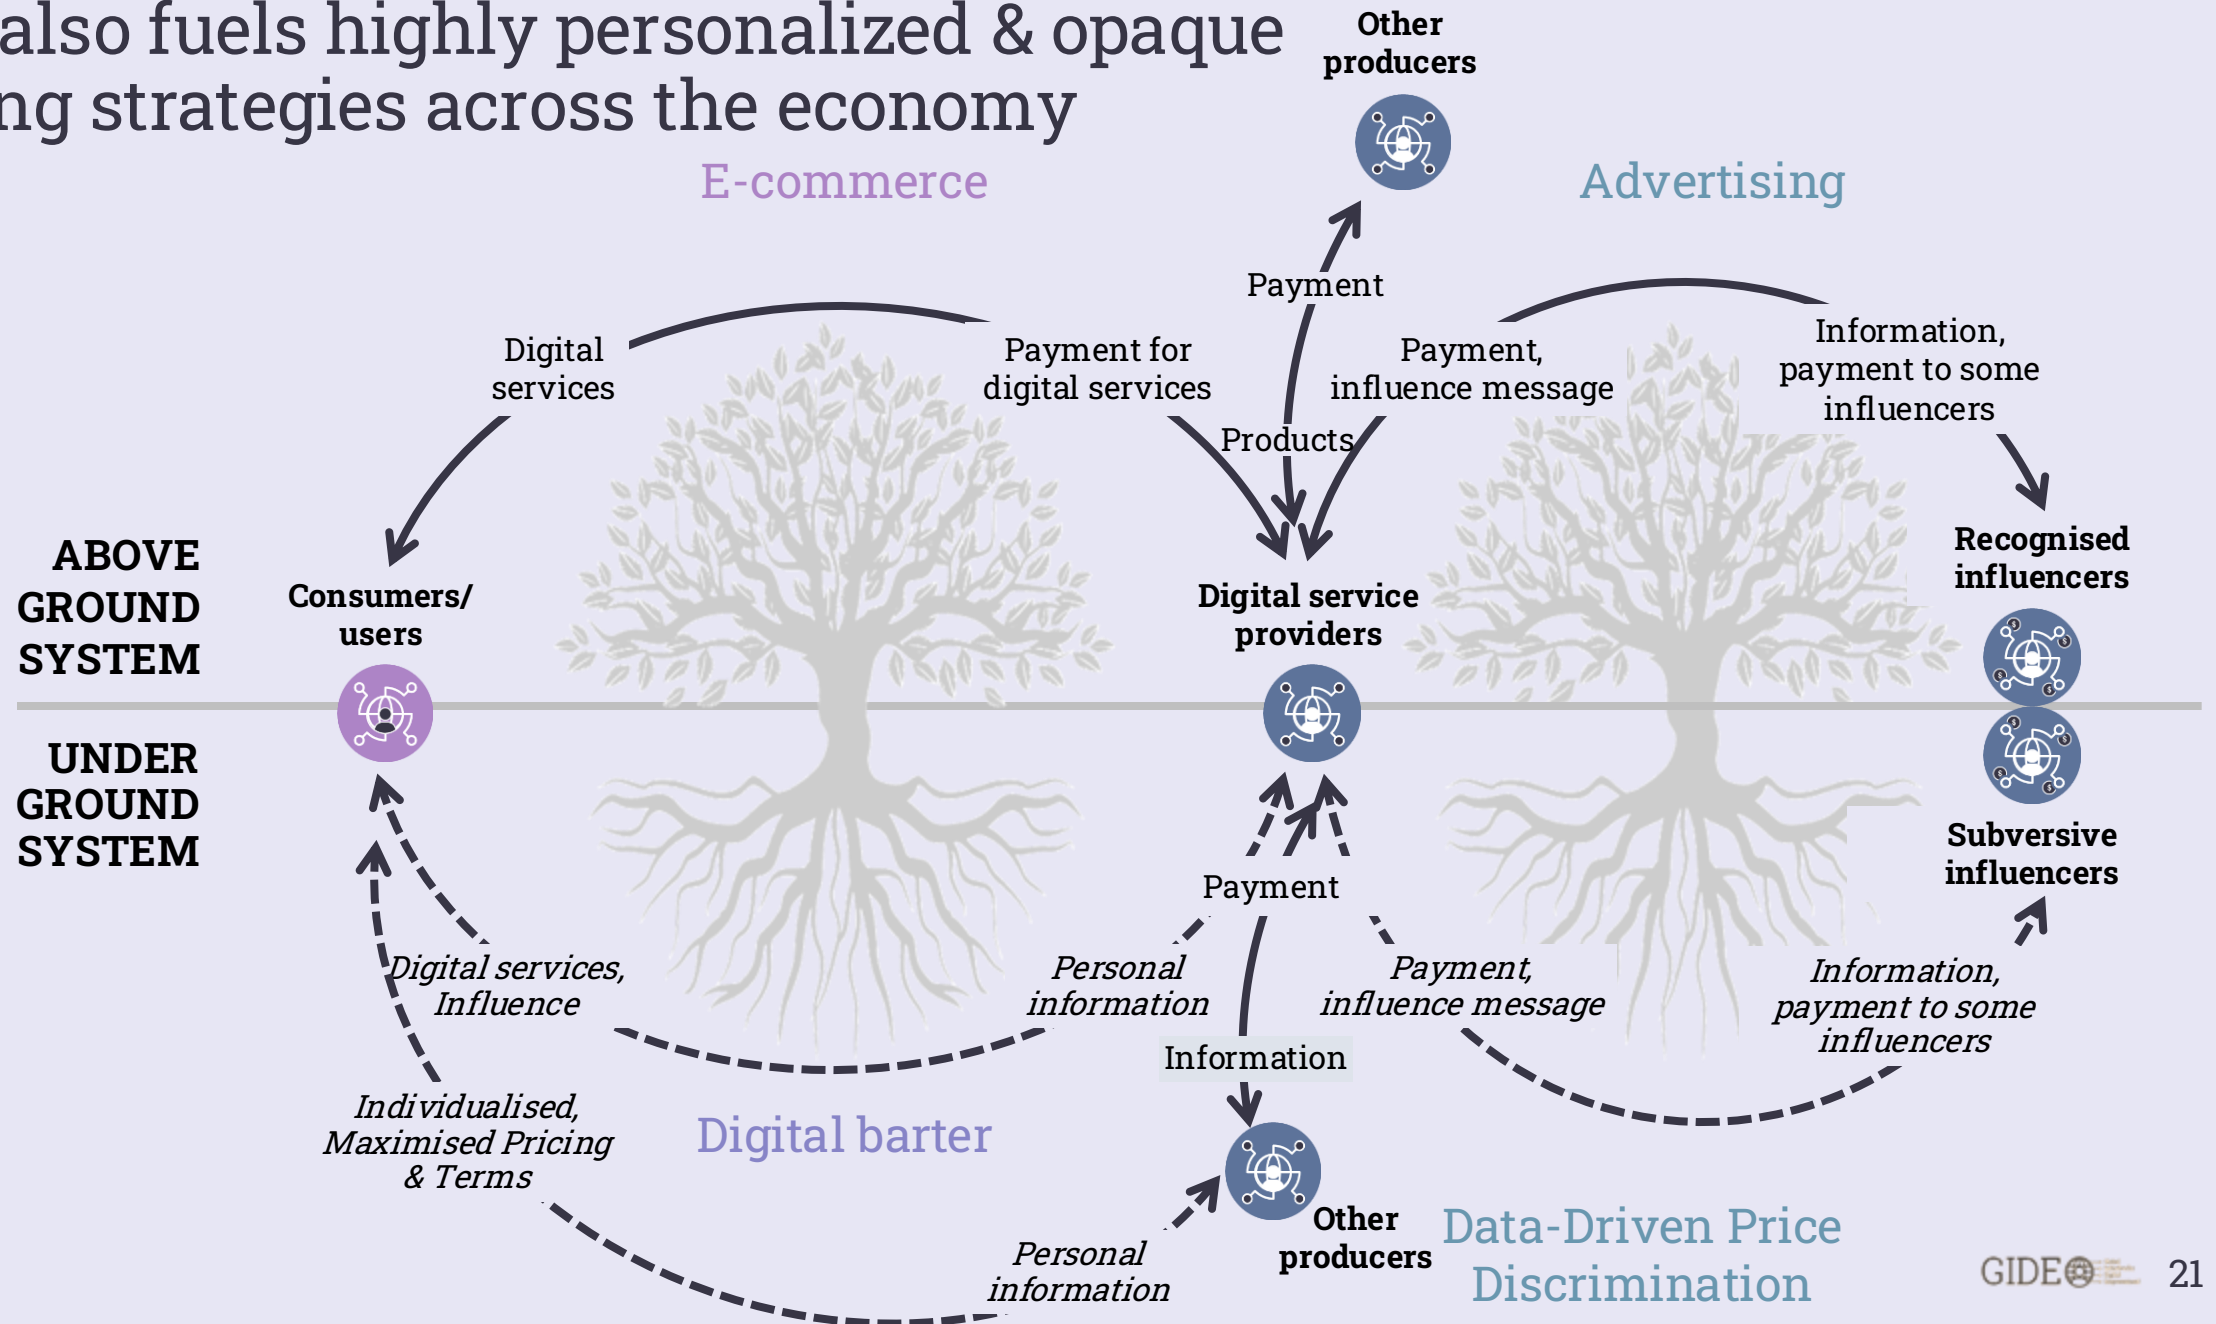 also fuels highly personalized & opaque
ng strategies across the economy
Other
producers
E-commerce
Advertising
Payment
Digital
services
Payment for
digital services
Payment,
influence message
Information,
payment to some
influencers
Products
ABOVE
GROUND
SYSTEM
Consumers/
users
Digital service
providers
Recognised
influencers
UNDER
GROUND
SYSTEM
Subversive
influencers
Payment
Digital services,
Influence
Personal
information
Payment,
influence message
Information,
payment to some
influencers
Information
Individualised,
Maximised Pricing
& Terms
Digital barter
Other
producers
Data-Driven Price
Discrimination
Personal
information
GIDE
21